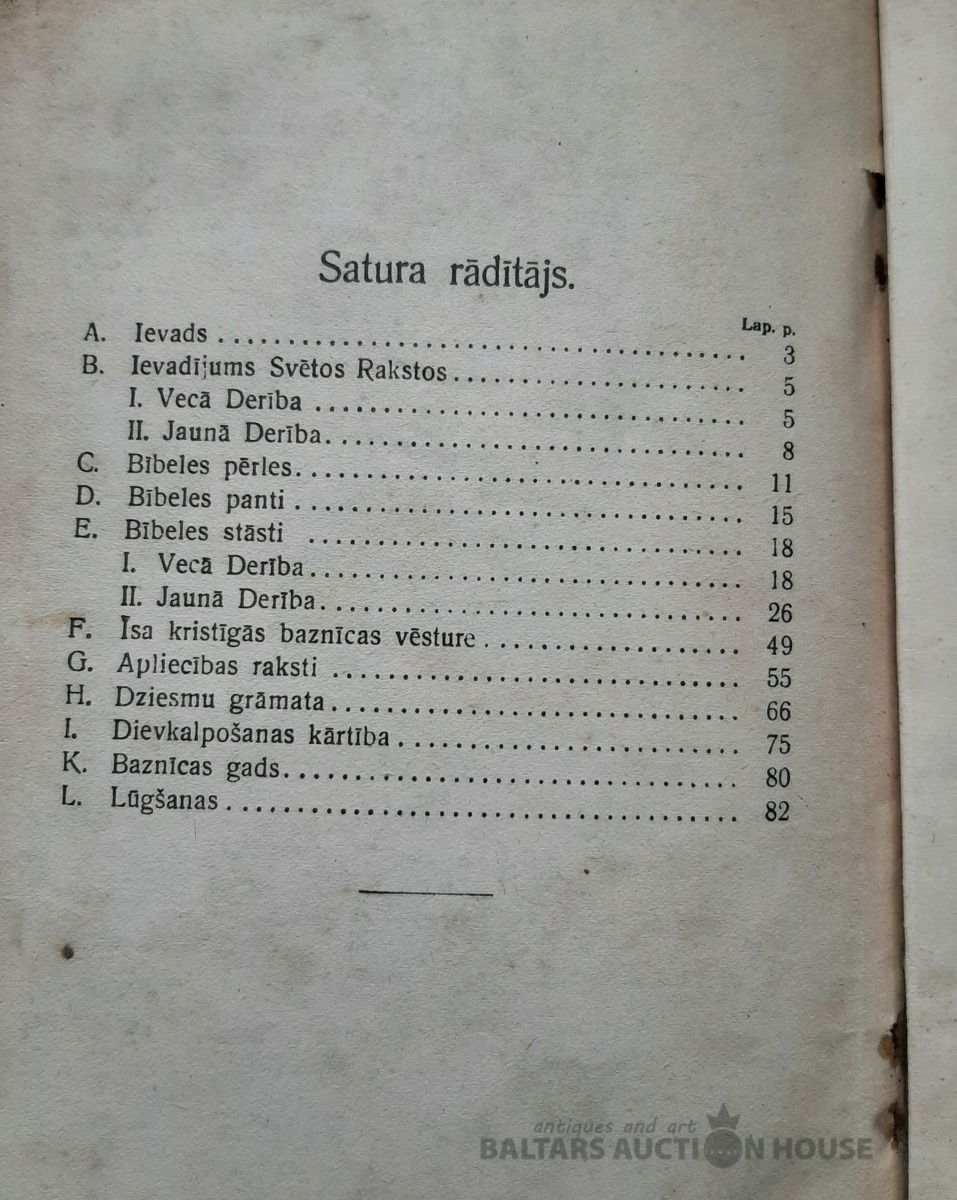 Satura rādītājs.
Lap. p.
A. Ievads ........ 3
B. Ievadījums Svētos Rakstos ........ 5
I. Vecā Derība ........ 5
II. Jaunā Derība ........ 8
C. Bībeles pērles ........ 11
D. Bībeles panti ........ 15
E. Bībeles stāsti ........ 18
I. Vecā Derība ........ 18
II. Jaunā Derība ........ 26
F. Īsa kristīgās baznīcas vēsture ........ 49
G. Apliecības raksti ........ 55
H. Dziesmu grāmata ........ 66
I. Dievkalpošanas kārtība ........ 75
K. Baznīcas gads ........ 80
L. Lūgšanas ........ 82
antiques and art
BALTARS AUCTION HOUSE